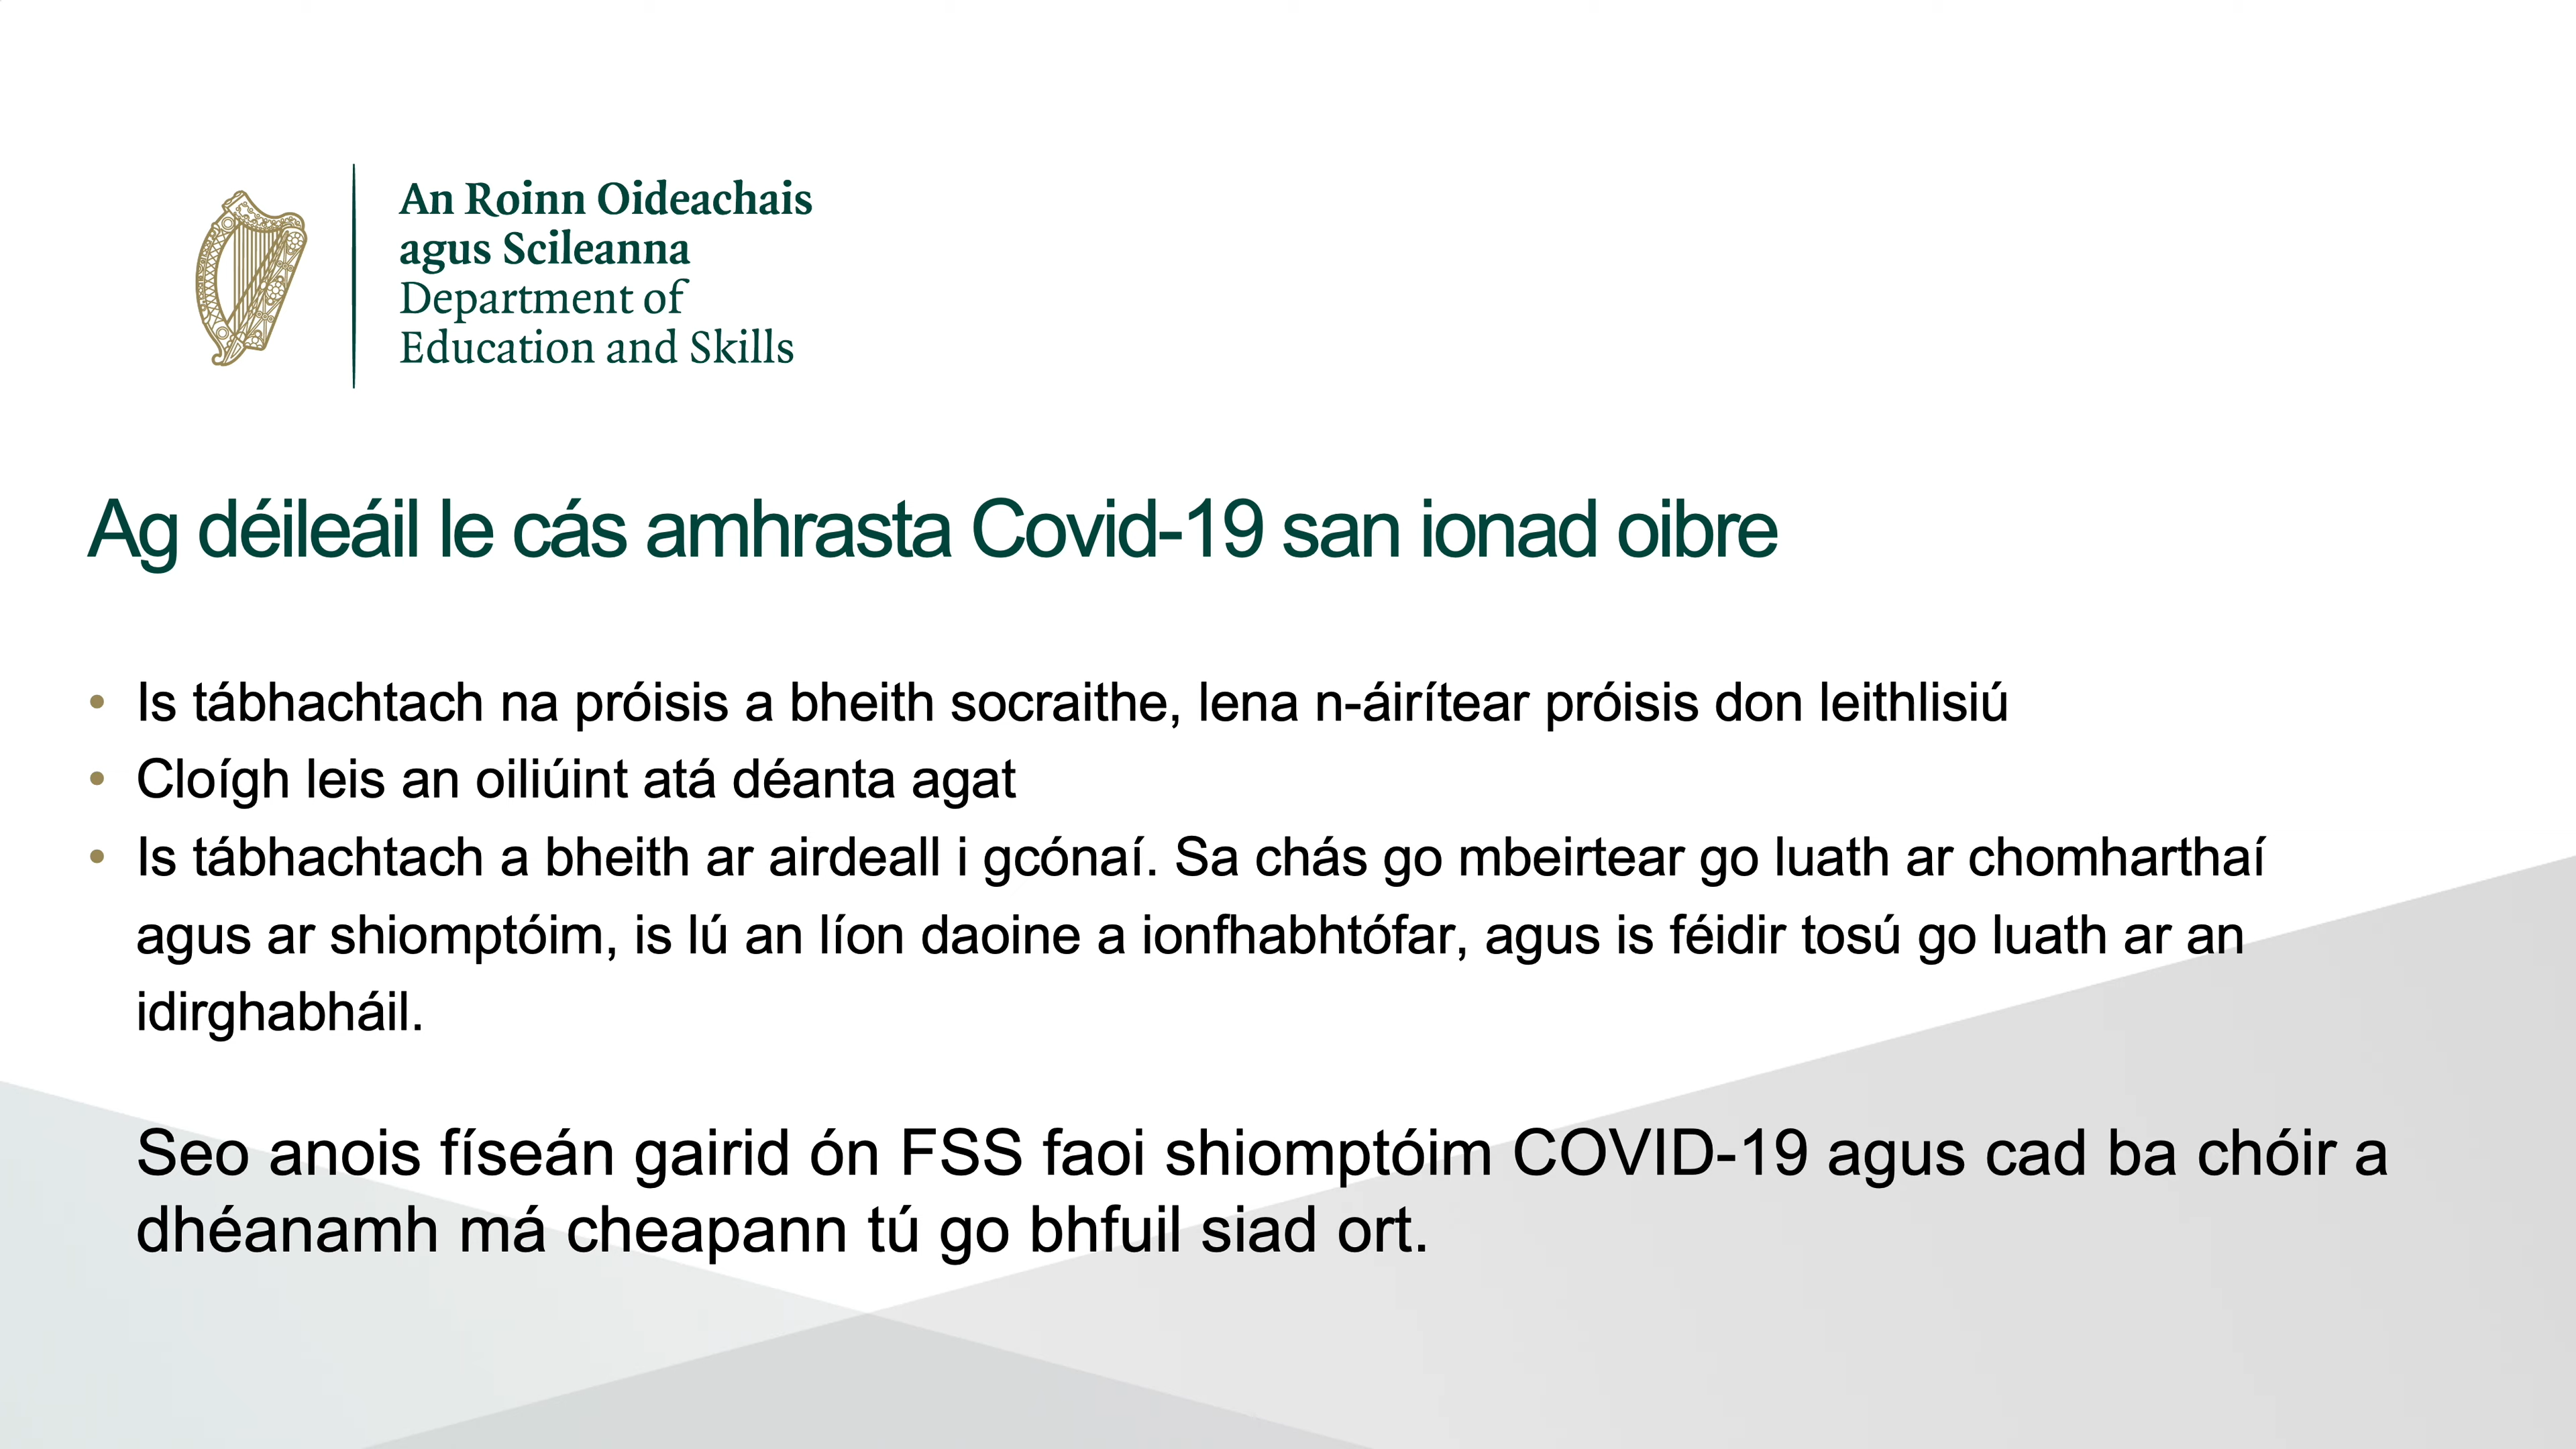 An Roinn Oideachais
agus Scileanna
Department of
Education and Skills
Ag déileáil le cás amhrasta Covid-19 san ionad oibre
• Is tábhachtach na próisis a bheith socraithe, lena n-áirítear próisis don leithlisiú
• Cloígh leis an oiliúint atá déanta agat
• Is tábhachtach a bheith ar airdeall i gcónaí. Sa chás go mbeirtear go luath ar chomharthaí
agus ar shiomptóim, is lú an líon daoine a ionfhabhtófar, agus is féidir tosú go luath ar an
idirghabháil.
Seo anois físeán gairid ón FSS faoi shiomptóim COVID-19 agus cad ba chóir a
dhéanamh má cheapann tú go bhfuil siad ort.